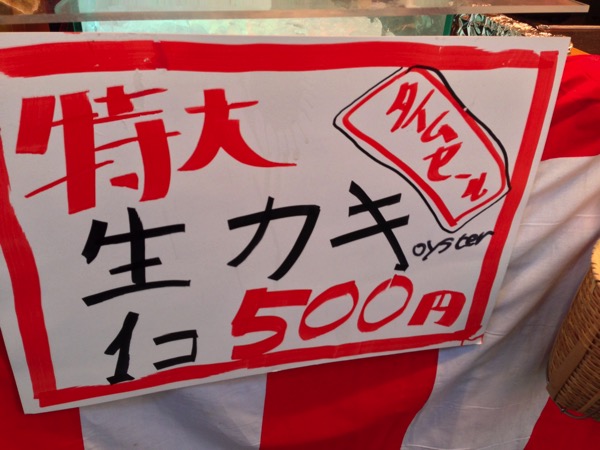 特大
タイムセール
生カキ
oyster
1コ 500円